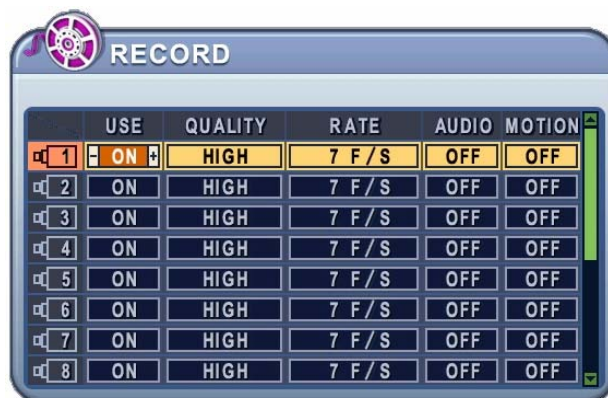 RECORD
USE QUALITY RATE AUDIO MOTION
1 - ON + HIGH 7 F/S OFF OFF
2 ON HIGH 7 F/S OFF OFF
3 ON HIGH 7 F/S OFF OFF
4 ON HIGH 7 F/S OFF OFF
5 ON HIGH 7 F/S OFF OFF
6 ON HIGH 7 F/S OFF OFF
7 ON HIGH 7 F/S OFF OFF
8 ON HIGH 7 F/S OFF OFF